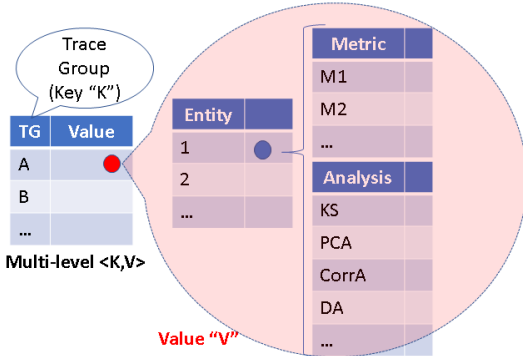 Trace
Group
(Key “K”)
TG Value
A
B
...
Multi-level <K,V>
Entity
1
2
...
Metric
M1
M2
...
Analysis
KS
PCA
CorrA
DA
...
Value “V”